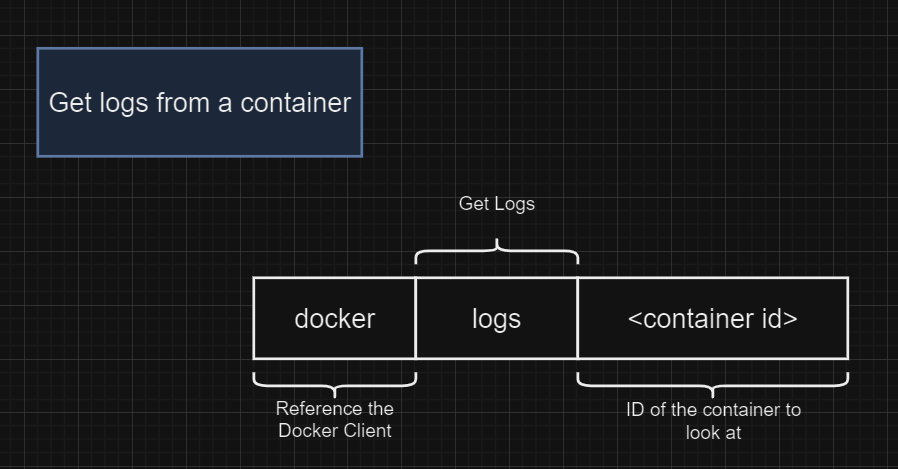 Get logs from a container
Get Logs
docker
logs
<container id>
Reference the
Docker Client
ID of the container to
look at